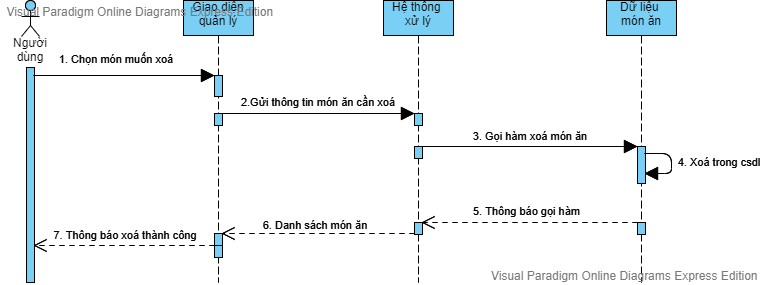 Visual Paradigm Online Diagrams Express Edition
Người
dùng
Giao diện
quản lý
Hệ thống
xử lý
Dữ liệu
món ăn
1. Chọn món muốn xoá
2.Gửi thông tin món ăn cần xoá
3. Gọi hàm xoá món ăn
4. Xoá trong csdl
5. Thông báo gọi hàm
6. Danh sách món ăn
7. Thông báo xoá thành công
Visual Paradigm Online Diagrams Express Edition